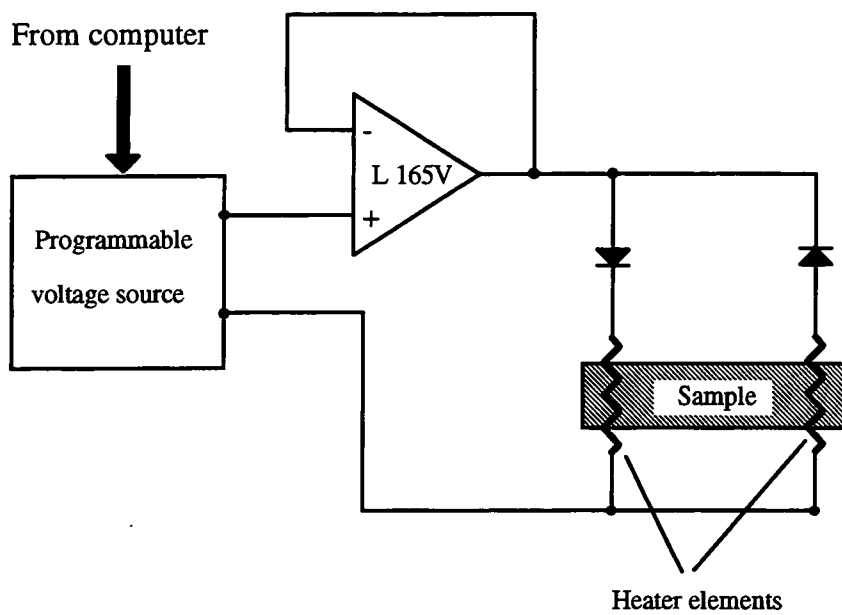 From computer
-
L 165V
+
Programmable
voltage source
Sample
Heater elements